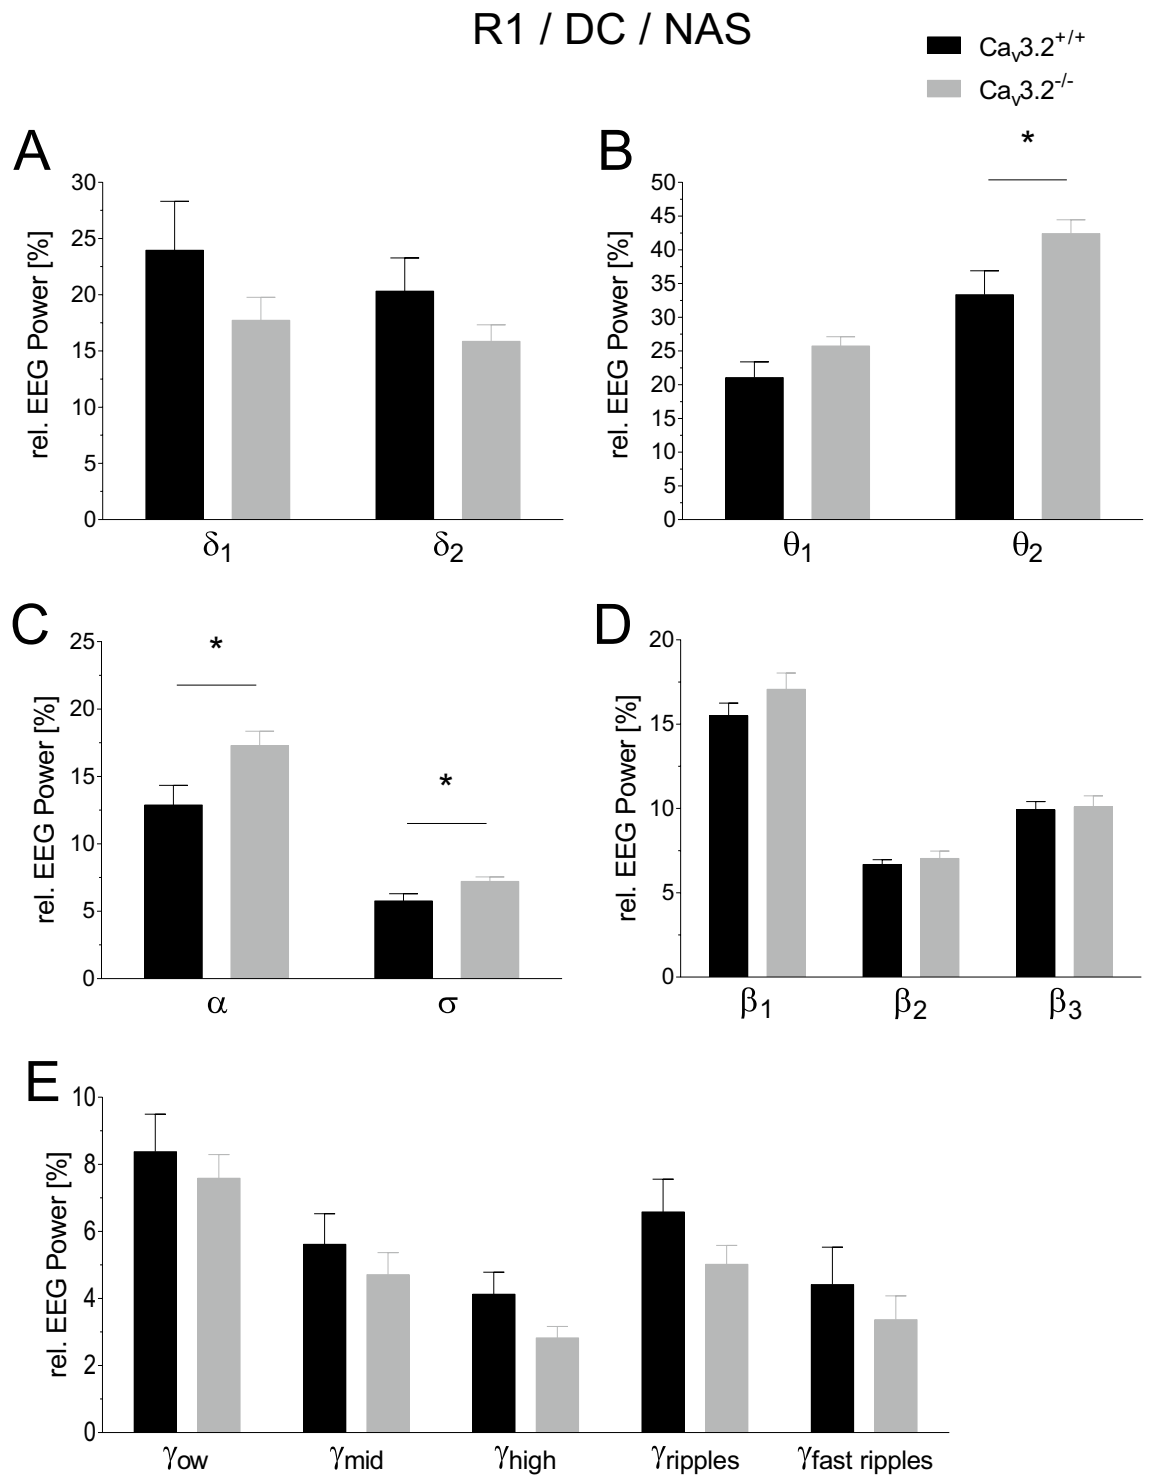 R1 / DC / NAS
Caᵥ3.2⁺/⁺
Caᵥ3.2⁻/⁻
A
rel. EEG Power [%]
30
25
20
15
10
5
0
δ₁ δ₂
B
*
rel. EEG Power [%]
50
45
40
35
30
25
20
15
10
5
0
θ₁ θ₂
C
*
*
rel. EEG Power [%]
25
20
15
10
5
0
α σ
D
rel. EEG Power [%]
20
15
10
5
0
β₁ β₂ β₃
E
rel. EEG Power [%]
10
8
6
4
2
0
γow γmid γhigh γripples γfast ripples